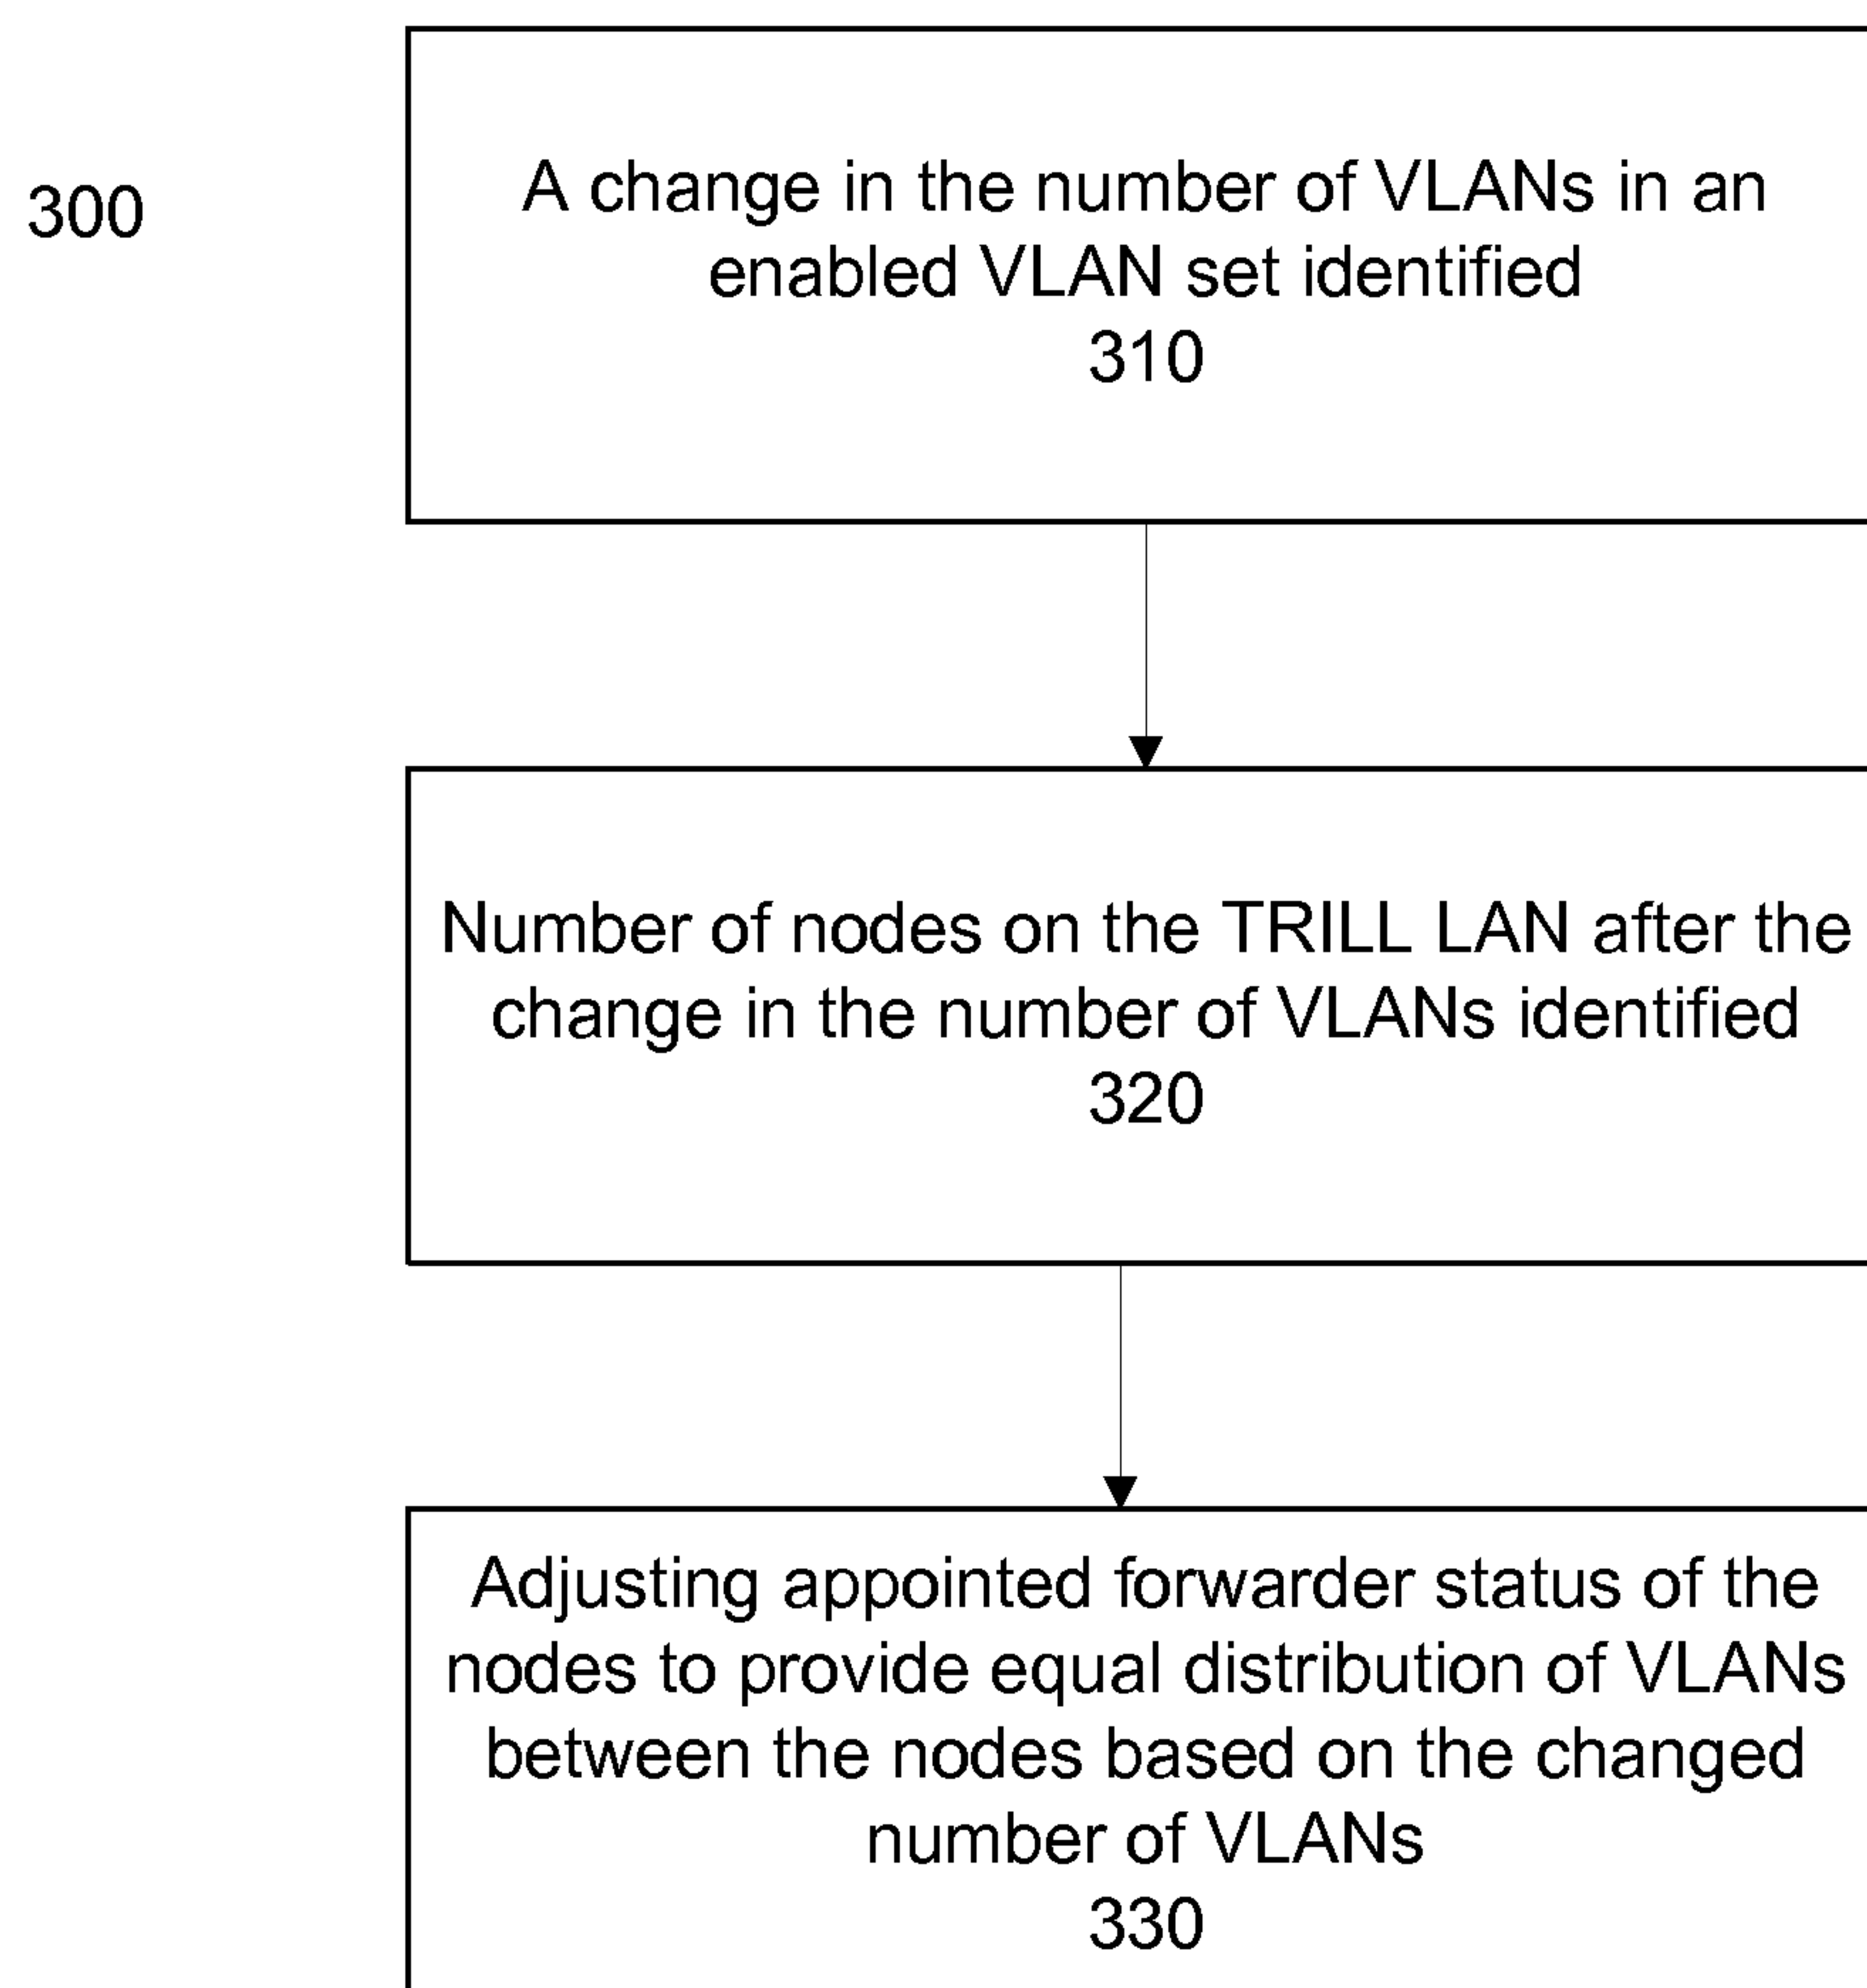 300
A change in the number of VLANs in an
enabled VLAN set identified
310
Number of nodes on the TRILL LAN after the
change in the number of VLANs identified
320
Adjusting appointed forwarder status of the
nodes to provide equal distribution of VLANs
between the nodes based on the changed
number of VLANs
330